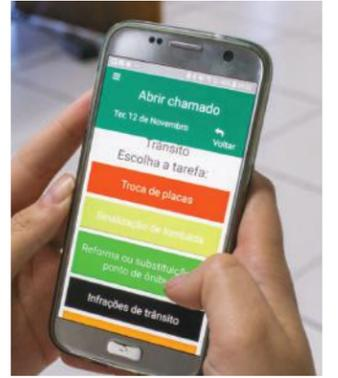 Abrir chamado
Ter, 12 de Novembro
Voltar
Trânsito
Escolha a tarefa:
Troca de placas
Sinalização de lombada
Reforma ou substituição
ponto de ônibus
Infrações de trânsito